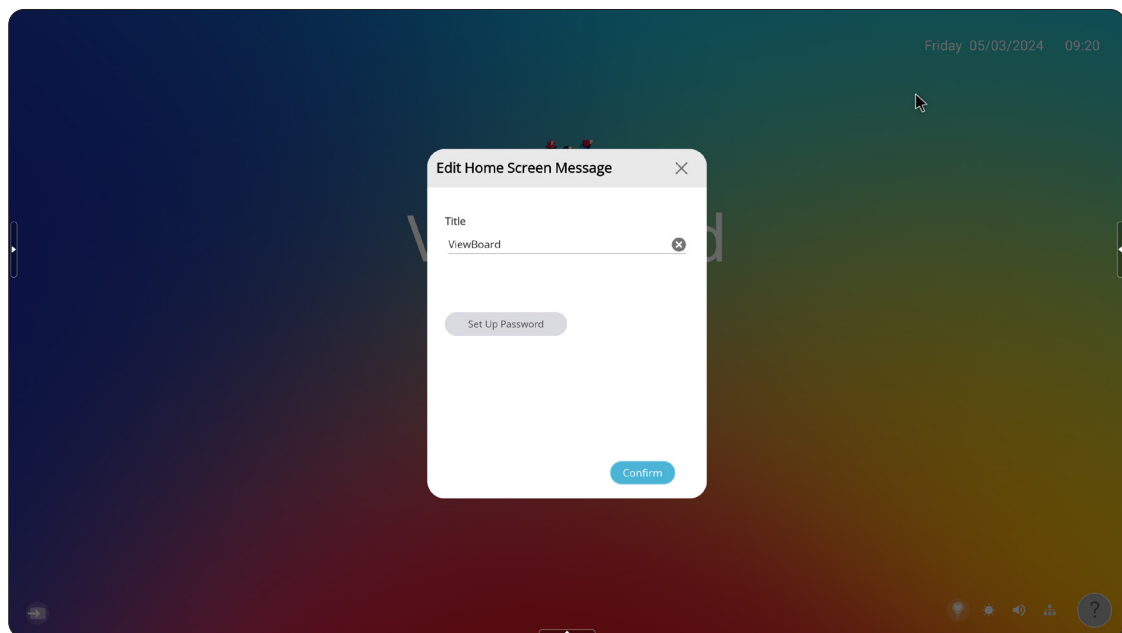 Friday 05/03/2024 09:20
Edit Home Screen Message
Title
ViewBoard
Set Up Password
Confirm
?